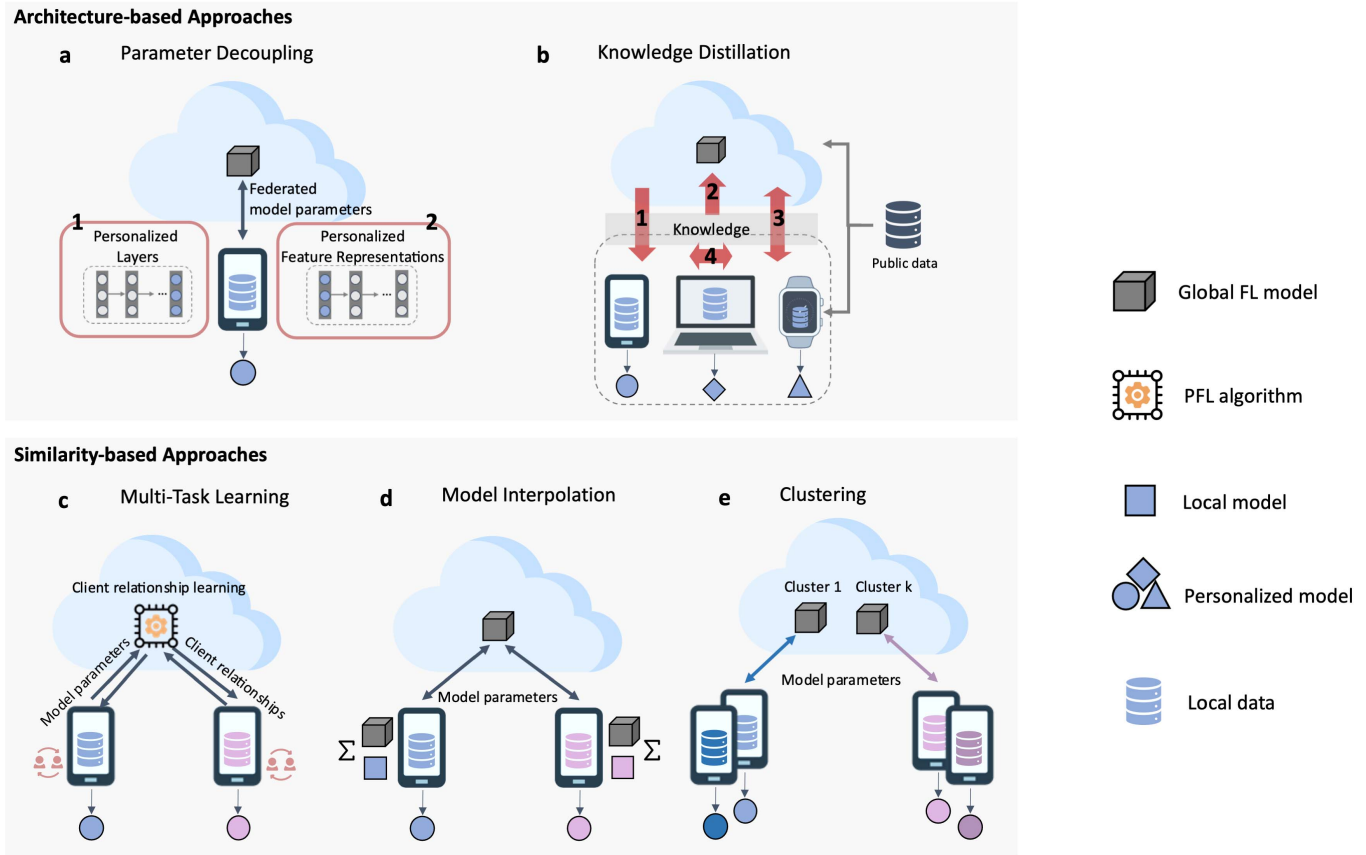 Architecture-based Approaches
a Parameter Decoupling
Federated
model parameters
1
Personalized
Layers
...
2
Personalized
Feature Representations
...
b Knowledge Distillation
1
2
3
Knowledge
4
Public data
Similarity-based Approaches
c Multi-Task Learning
Client relationship learning
Model parameters
Client relationships
d Model Interpolation
Model parameters
Σ
Σ
e Clustering
Cluster 1
Cluster k
Model parameters
Global FL model
PFL algorithm
Local model
Personalized model
Local data